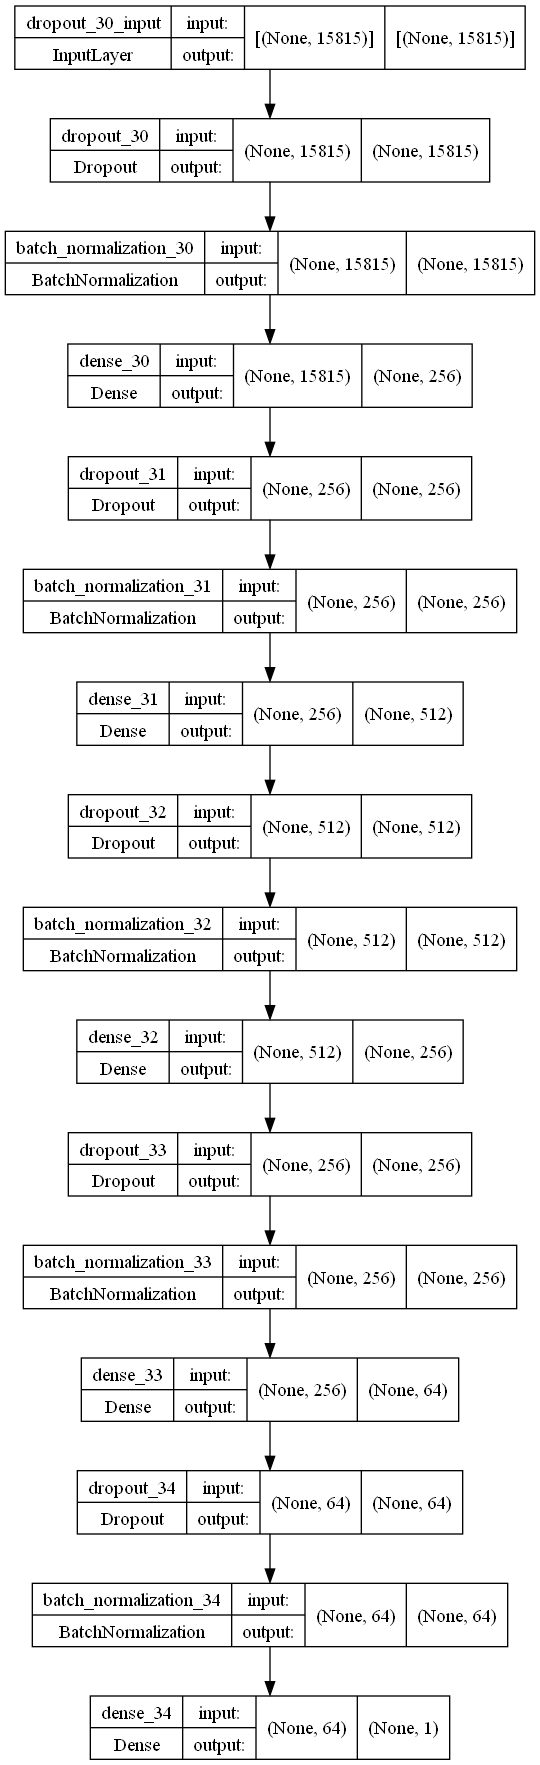 dropout_30_input input: [(None, 15815)] [(None, 15815)]
InputLayer output:
dropout_30 input: (None, 15815) (None, 15815)
Dropout output:
batch_normalization_30 input: (None, 15815) (None, 15815)
BatchNormalization output:
dense_30 input: (None, 15815) (None, 256)
Dense output:
dropout_31 input: (None, 256) (None, 256)
Dropout output:
batch_normalization_31 input: (None, 256) (None, 256)
BatchNormalization output:
dense_31 input: (None, 256) (None, 512)
Dense output:
dropout_32 input: (None, 512) (None, 512)
Dropout output:
batch_normalization_32 input: (None, 512) (None, 512)
BatchNormalization output:
dense_32 input: (None, 512) (None, 256)
Dense output:
dropout_33 input: (None, 256) (None, 256)
Dropout output:
batch_normalization_33 input: (None, 256) (None, 256)
BatchNormalization output:
dense_33 input: (None, 256) (None, 64)
Dense output:
dropout_34 input: (None, 64) (None, 64)
Dropout output:
batch_normalization_34 input: (None, 64) (None, 64)
BatchNormalization output:
dense_34 input: (None, 64) (None, 1)
Dense output: